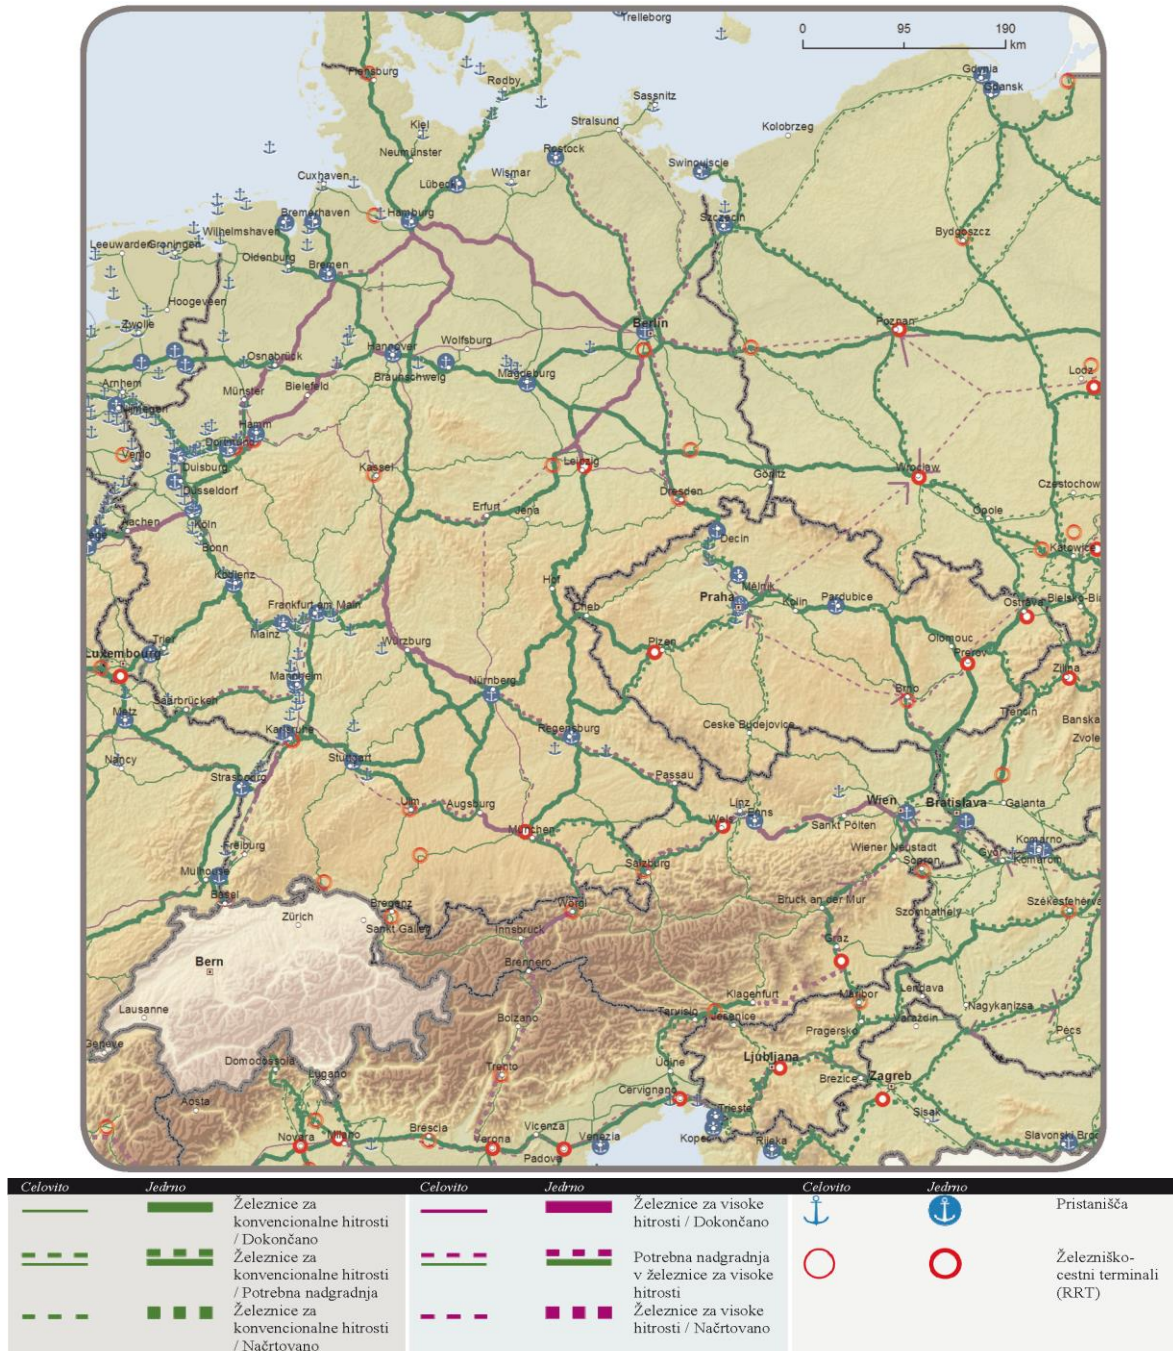 Trelleborg
0 95 190
km
Flensburg
Rødby
Gdynia
Gdansk
Sassnitz
Kiel
Stralsund
Kolobrzeg
Neumünster
Rostock
Cuxhaven
Lübeck
Wismar
Swinoujscie
Bremerhaven
Hamburg
Szczecin
Wilhelmshaven
Bydgoszcz
Leeuwarden
Groningen
Oldenburg
Bremen
Hoogeveen
Zwolle
Berlin
Poznan
Hannover
Wolfsburg
Osnabrück
Braunschweig
Magdeburg
Lodz
Arnhem
Bielefeld
Münster
Nijmegen
Hamm
Dortmund
Venlo
Duisburg
Kassel
Leipzig
Wroclaw
Görlitz
Düsseldorf
Dresden
Czestochow
Erfurt
Jena
Opole
Aachen
Köln
Decin
Bonn
Katowice
Koblenz
Hof
Mělnik
Frankfurt am Main
Cheb
Praha
Kolin
Pardubice
Ostrava
Bielsko-Bia
Mainz
Trier
Würzburg
Plzen
Olomouc
Luxembourg
Prerov
Zilina
Mannheim
Nürnberg
Saarbrücken
Brno
Metz
Trencin
Banska
Karlsruhe
Regensburg
Ceske Budejovice
Zvole
Nancy
Stuttgart
Strasbourg
Passau
Ulm
Augsburg
Linz
Enns
Wien
Bratislava
Galanta
München
Wels
Sankt Pölten
Freiburg
Wiener Neustadt
Komarno
Györ
Komarom
Mulhouse
Salzburg
Sopron
Basel
Bregenz
Wörgl
Bruck an der Mur
Székesfehérvá
Zürich
Sankt Gallen
Szombathely
Innsbruck
Graz
Bern
Brennero
Klagenfurt
Lendava
Lausanne
Maribor
Nagykanizsa
Tarvisio
Jesenice
Bolzano
Varaždin
Pragersko
Pécs
Geneve
Domodossola
Udine
Ljubljana
Trento
Lugano
Brezice
Zagreb
Aosta
Cervignano
Trieste
Sisak
Brescia
Vicenza
Novara
Milano
Verona
Venezia
Koper
Rijeka
Slavonski Brod
Padova
Celovito Jedrno
Železnice za
konvencionalne hitrosti
/ Dokončano
Železnice za
konvencionalne hitrosti
/ Potrebna nadgradnja
Železnice za
konvencionalne hitrosti
/ Načrtovano
Celovito Jedrno
Železnice za visoke
hitrosti / Dokončano
Potrebna nadgradnja
v železnice za visoke
hitrosti
Železnice za visoke
hitrosti / Načrtovano
Celovito Jedrno
Pristanišča
Železniško-
cestni terminali
(RRT)